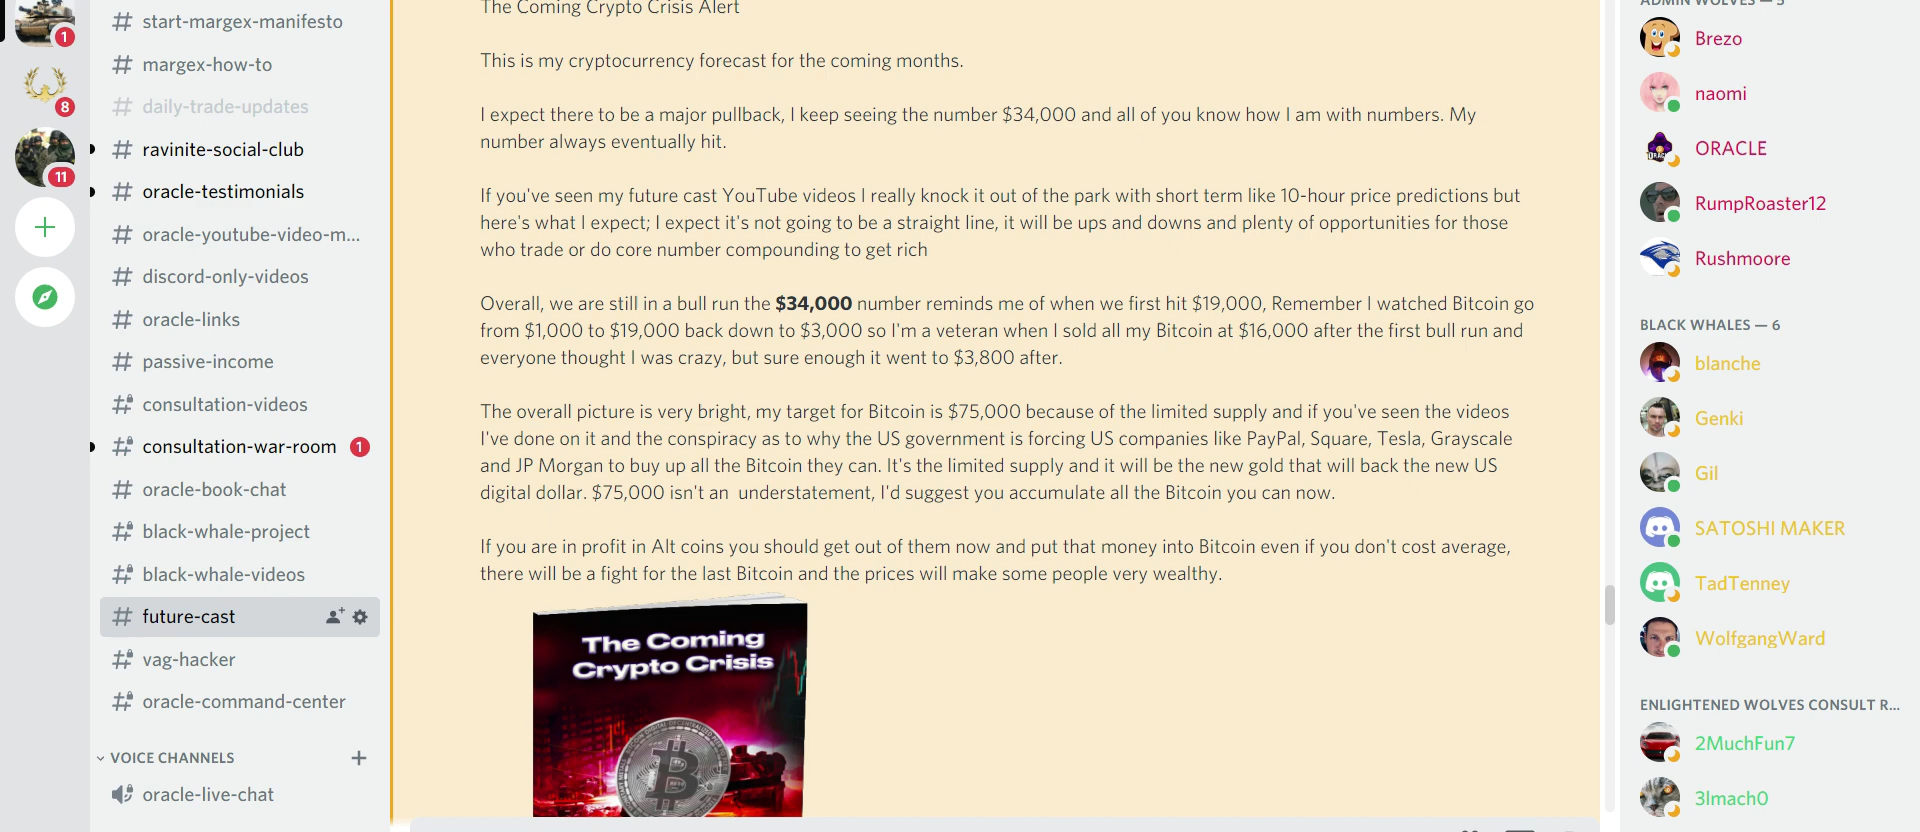 1
8
11
start-margex-manifesto
margex-how-to
daily-trade-updates
ravinite-social-club
oracle-testimonials
oracle-youtube-video-m...
discord-only-videos
oracle-links
passive-income
consultation-videos
consultation-war-room 1
oracle-book-chat
black-whale-project
black-whale-videos
future-cast
vag-hacker
oracle-command-center
VOICE CHANNELS
oracle-live-chat
The Coming Crypto Crisis Alert
This is my cryptocurrency forecast for the coming months.
I expect there to be a major pullback, I keep seeing the number $34,000 and all of you know how I am with numbers. My
number always eventually hit.
If you've seen my future cast YouTube videos I really knock it out of the park with short term like 10-hour price predictions but
here's what I expect; I expect it's not going to be a straight line, it will be ups and downs and plenty of opportunities for those
who trade or do core number compounding to get rich
Overall, we are still in a bull run the $34,000 number reminds me of when we first hit $19,000, Remember I watched Bitcoin go
from $1,000 to $19,000 back down to $3,000 so I'm a veteran when I sold all my Bitcoin at $16,000 after the first bull run and
everyone thought I was crazy, but sure enough it went to $3,800 after.
The overall picture is very bright, my target for Bitcoin is $75,000 because of the limited supply and if you've seen the videos
I've done on it and the conspiracy as to why the US government is forcing US companies like PayPal, Square, Tesla, Grayscale
and JP Morgan to buy up all the Bitcoin they can. It's the limited supply and it will be the new gold that will back the new US
digital dollar. $75,000 isn't an  understatement, I'd suggest you accumulate all the Bitcoin you can now.
If you are in profit in Alt coins you should get out of them now and put that money into Bitcoin even if you don't cost average,
there will be a fight for the last Bitcoin and the prices will make some people very wealthy.
The Coming
Crypto Crisis
ADMIN WOLVES — 5
Brezo
naomi
ORACLE
RumpRoaster12
Rushmoore
BLACK WHALES — 6
blanche
Genki
Gil
SATOSHI MAKER
TadTenney
WolfgangWard
ENLIGHTENED WOLVES CONSULT R...
2MuchFun7
3lmach0